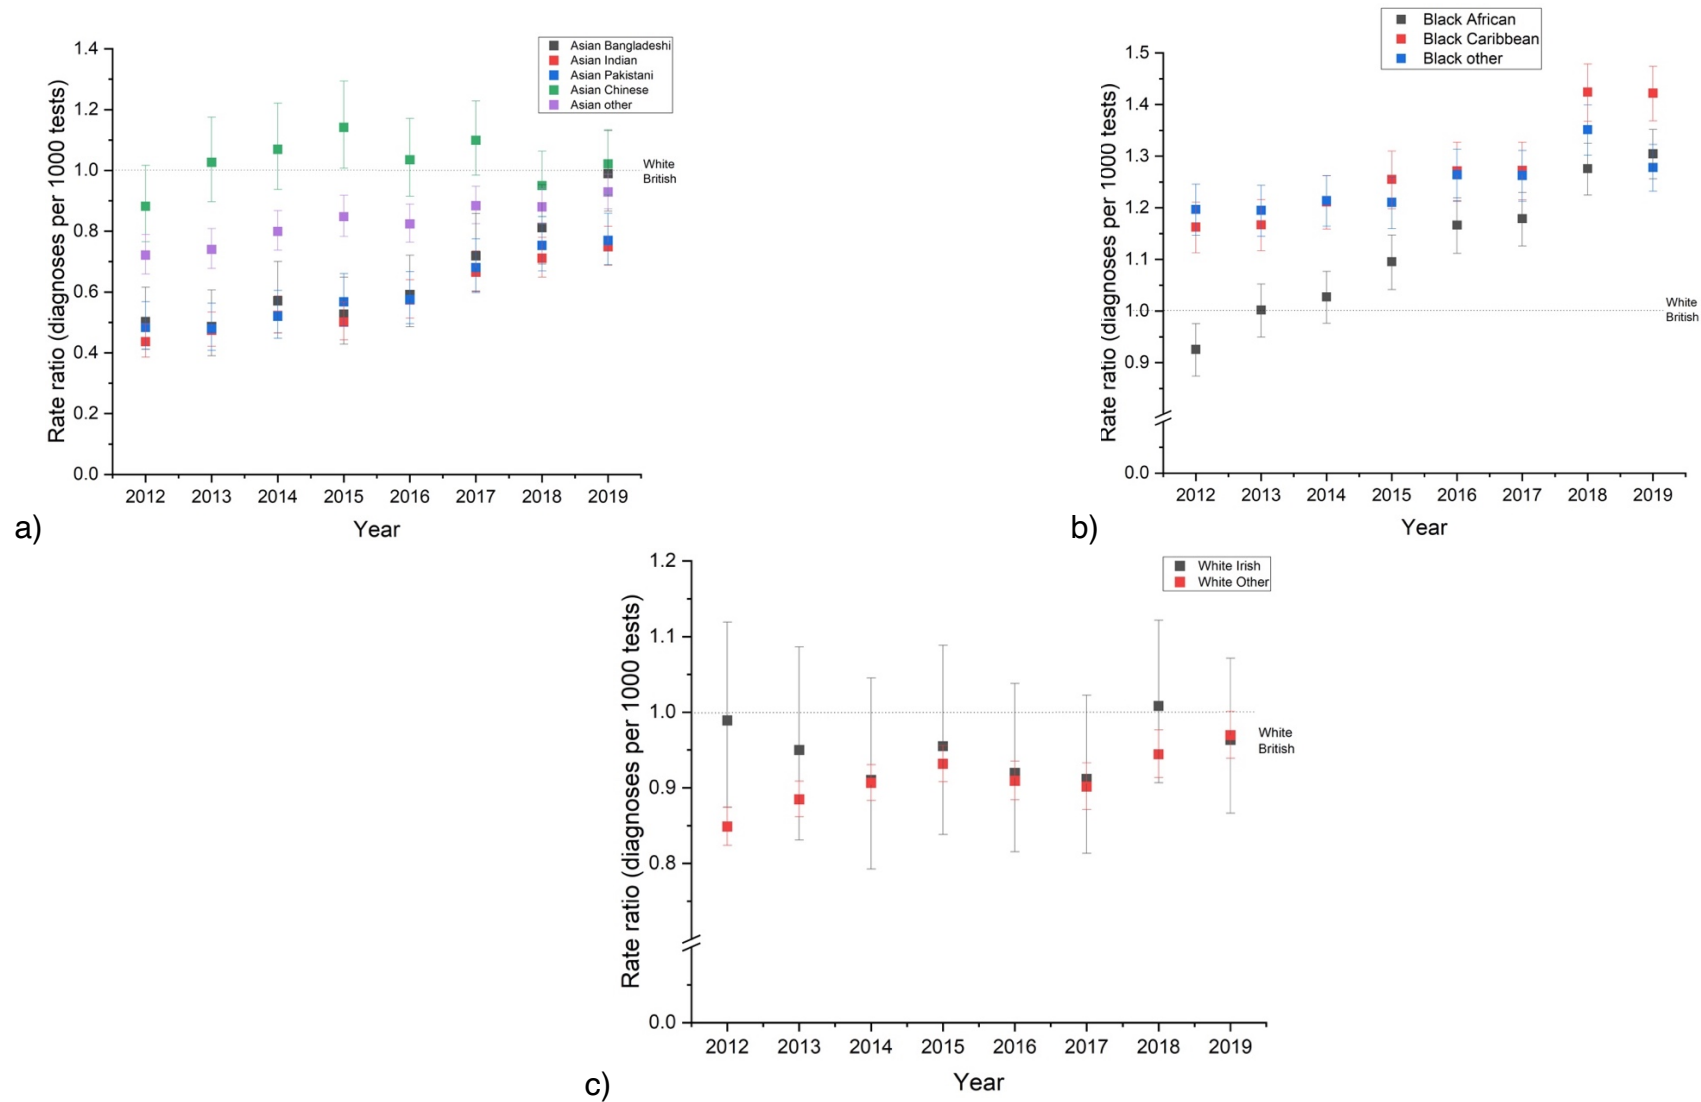 Asian Bangladeshi
Asian Indian
Asian Pakistani
Asian Chinese
Asian other
1.4
1.2
1.0
0.8
0.6
0.4
0.2
0.0
Rate ratio (diagnoses per 1000 tests)
White
British
2012 2013 2014 2015 2016 2017 2018 2019
Year
a)
Black African
Black Caribbean
Black other
1.5
1.4
1.3
1.2
1.1
1.0
0.9
0.0
Rate ratio (diagnoses per 1000 tests)
White
British
2012 2013 2014 2015 2016 2017 2018 2019
Year
b)
White Irish
White Other
1.2
1.1
1.0
0.9
0.8
0.0
Rate ratio (diagnoses per 1000 tests)
White
British
2012 2013 2014 2015 2016 2017 2018 2019
Year
c)